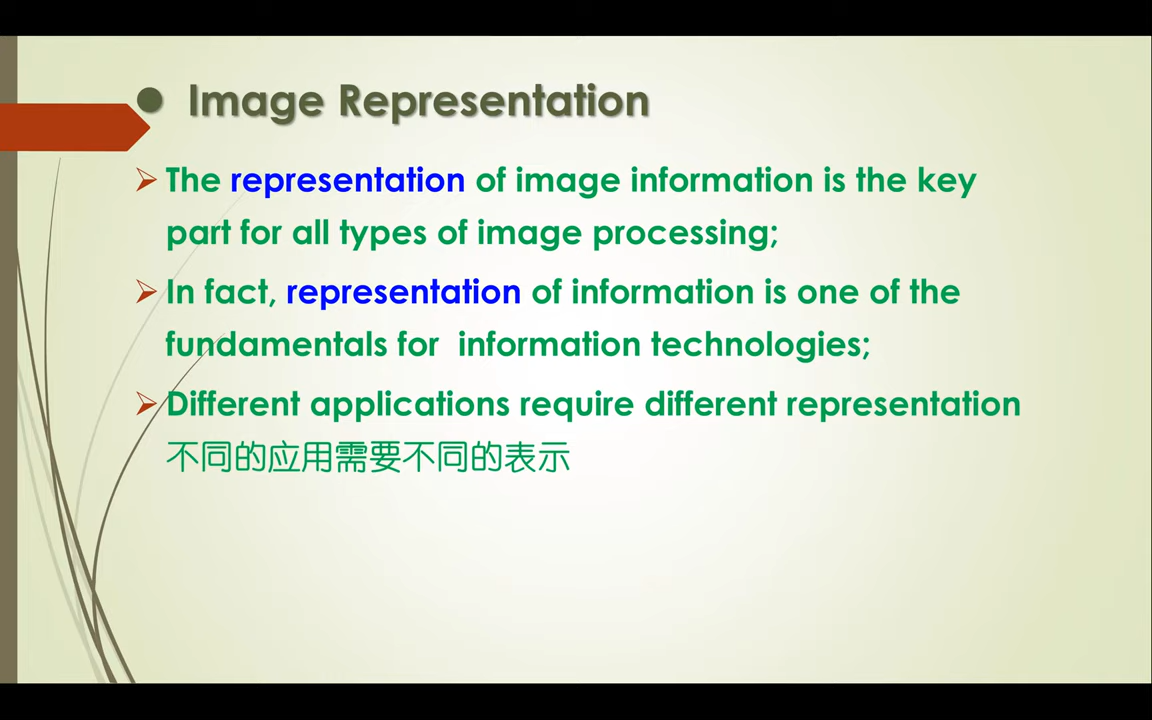 ● Image Representation
➢ The representation of image information is the key
part for all types of image processing;
➢ In fact, representation of information is one of the
fundamentals for  information technologies;
➢ Different applications require different representation
不同的应用需要不同的表示